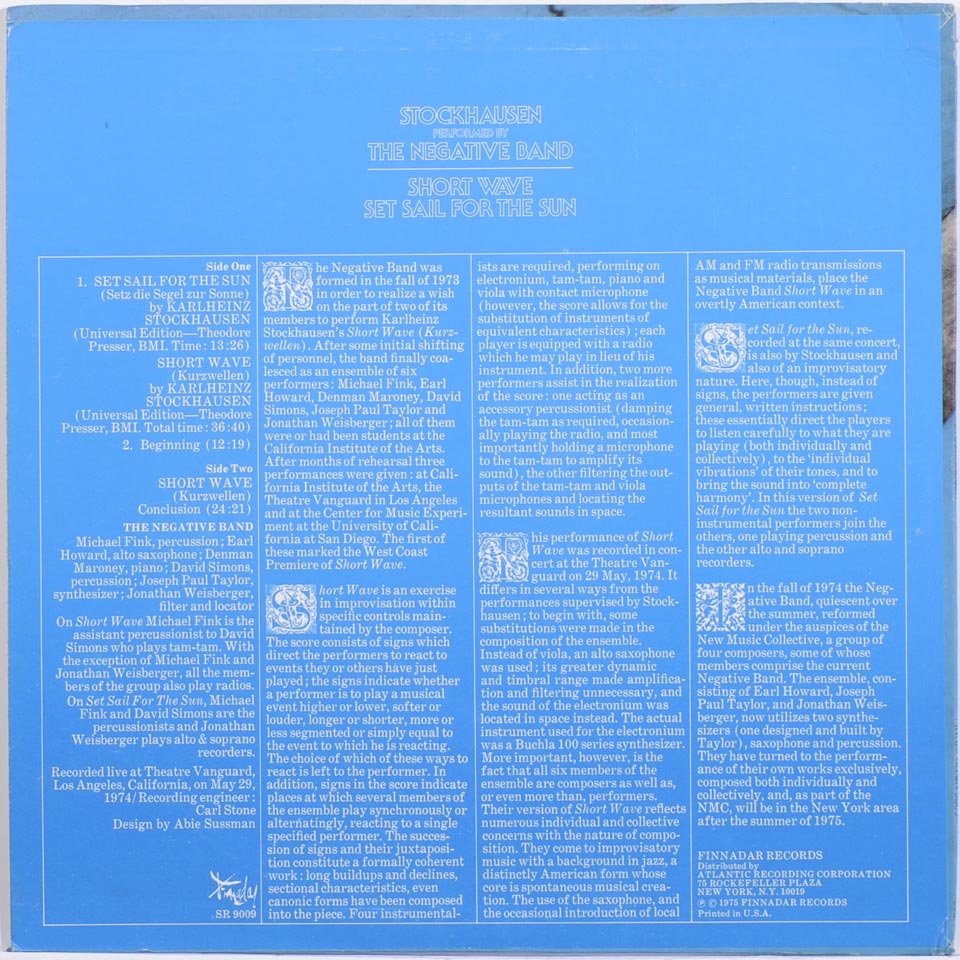 STOCKHAUSEN
PERFORMED BY
THE NEGATIVE BAND
SHORT WAVE
SET SAIL FOR THE SUN
Side One
1. SET SAIL FOR THE SUN
(Setz die Segel zur Sonne)
by KARLHEINZ
STOCKHAUSEN
(Universal Edition—Theodore
Presser, BMI. Time: 13:26)
SHORT WAVE
(Kurzwellen)
by KARLHEINZ
STOCKHAUSEN
(Universal Edition—Theodore
Presser, BMI. Total time: 36:40)
2. Beginning (12:19)
Side Two
SHORT WAVE
(Kurzwellen)
Conclusion (24:21)
THE NEGATIVE BAND
Michael Fink, percussion; Earl
Howard, alto saxophone; Denman
Maroney, piano; David Simons,
percussion; Joseph Paul Taylor,
synthesizer; Jonathan Weisberger,
filter and locator
On Short Wave Michael Fink is the
assistant percussionist to David
Simons who plays tam-tam. With
the exception of Michael Fink and
Jonathan Weisberger, all the mem-
bers of the group also play radios.
On Set Sail For The Sun, Michael
Fink and David Simons are the
percussionists and Jonathan
Weisberger plays alto & soprano
recorders.
Recorded live at Theatre Vanguard,
Los Angeles, California, on May 29,
1974/Recording engineer:
Carl Stone
Design by Abie Sussman
Finnadar
SR 9009
The Negative Band was
formed in the fall of 1973
in order to realize a wish
on the part of two of its
members to perform Karlheinz
Stockhausen's Short Wave (Kurz-
wellen). After some initial shifting
of personnel, the band finally coa-
lesced as an ensemble of six
performers: Michael Fink, Earl
Howard, Denman Maroney, David
Simons, Joseph Paul Taylor and
Jonathan Weisberger; all of them
were or had been students at the
California Institute of the Arts.
After months of rehearsal three
performances were given: at Cali-
fornia Institute of the Arts, the
Theatre Vanguard in Los Angeles
and at the Center for Music Experi-
ment at the University of Cali-
fornia at San Diego. The first of
these marked the West Coast
Premiere of Short Wave.
Short Wave is an exercise
in improvisation within
specific controls main-
tained by the composer.
The score consists of signs which
direct the performers to react to
events they or others have just
played; the signs indicate whether
a performer is to play a musical
event higher or lower, softer or
louder, longer or shorter, more or
less segmented or simply equal to
the event to which he is reacting.
The choice of which of these ways to
react is left to the performer. In
addition, signs in the score indicate
places at which several members of
the ensemble play synchronously or
alternatingly, reacting to a single
specified performer. The succes-
sion of signs and their juxtaposi-
tion constitute a formally coherent
work: long buildups and declines,
sectional characteristics, even
canonic forms have been composed
into the piece. Four instrumental-
ists are required, performing on
electronium, tam-tam, piano and
viola with contact microphone
(however, the score allows for the
substitution of instruments of
equivalent characteristics); each
player is equipped with a radio
which he may play in lieu of his
instrument. In addition, two more
performers assist in the realization
of the score: one acting as an
accessory percussionist (damping
the tam-tam as required, occasion-
ally playing the radio, and most
importantly holding a microphone
to the tam-tam to amplify its
sound), the other filtering the out-
puts of the tam-tam and viola
microphones and locating the
resultant sounds in space.
This performance of Short
Wave was recorded in con-
cert at the Theatre Van-
guard on 29 May, 1974. It
differs in several ways from the
performances supervised by Stock-
hausen; to begin with, some
substitutions were made in the
composition of the ensemble.
Instead of viola, an alto saxophone
was used; its greater dynamic
and timbral range made amplifica-
tion and filtering unnecessary, and
the sound of the electronium was
located in space instead. The actual
instrument used for the electronium
was a Buchla 100 series synthesizer.
More important, however, is the
fact that all six members of the
ensemble are composers as well as,
or even more than, performers.
Their version of Short Wave reflects
numerous individual and collective
concerns with the nature of compo-
sition. They come to improvisatory
music with a background in jazz, a
distinctly American form whose
core is spontaneous musical crea-
tion. The use of the saxophone, and
the occasional introduction of local
AM and FM radio transmissions
as musical materials, place the
Negative Band Short Wave in an
overtly American context.
Set Sail for the Sun, re-
corded at the same concert,
is also by Stockhausen and
also of an improvisatory
nature. Here, though, instead of
signs, the performers are given
general, written instructions;
these essentially direct the players
to listen carefully to what they are
playing (both individually and
collectively), to the 'individual
vibrations' of their tones, and to
bring the sound into 'complete
harmony'. In this version of Set
Sail for the Sun the two non-
instrumental performers join the
others, one playing percussion and
the other alto and soprano
recorders.
In the fall of 1974 the Neg-
ative Band, quiescent over
the summer, reformed
under the auspices of the
New Music Collective, a group of
four composers, some of whose
members comprise the current
Negative Band. The ensemble, con-
sisting of Earl Howard, Joseph
Paul Taylor, and Jonathan Weis-
berger, now utilizes two synthe-
sizers (one designed and built by
Taylor), saxophone and percussion.
They have turned to the perform-
ance of their own works exclusively,
composed both individually and
collectively, and, as part of the
NMC, will be in the New York area
after the summer of 1975.
FINNADAR RECORDS
Distributed by
ATLANTIC RECORDING CORPORATION
75 ROCKEFELLER PLAZA
NEW YORK, N.Y. 10019
℗ © 1975 FINNADAR RECORDS
Printed in U.S.A.